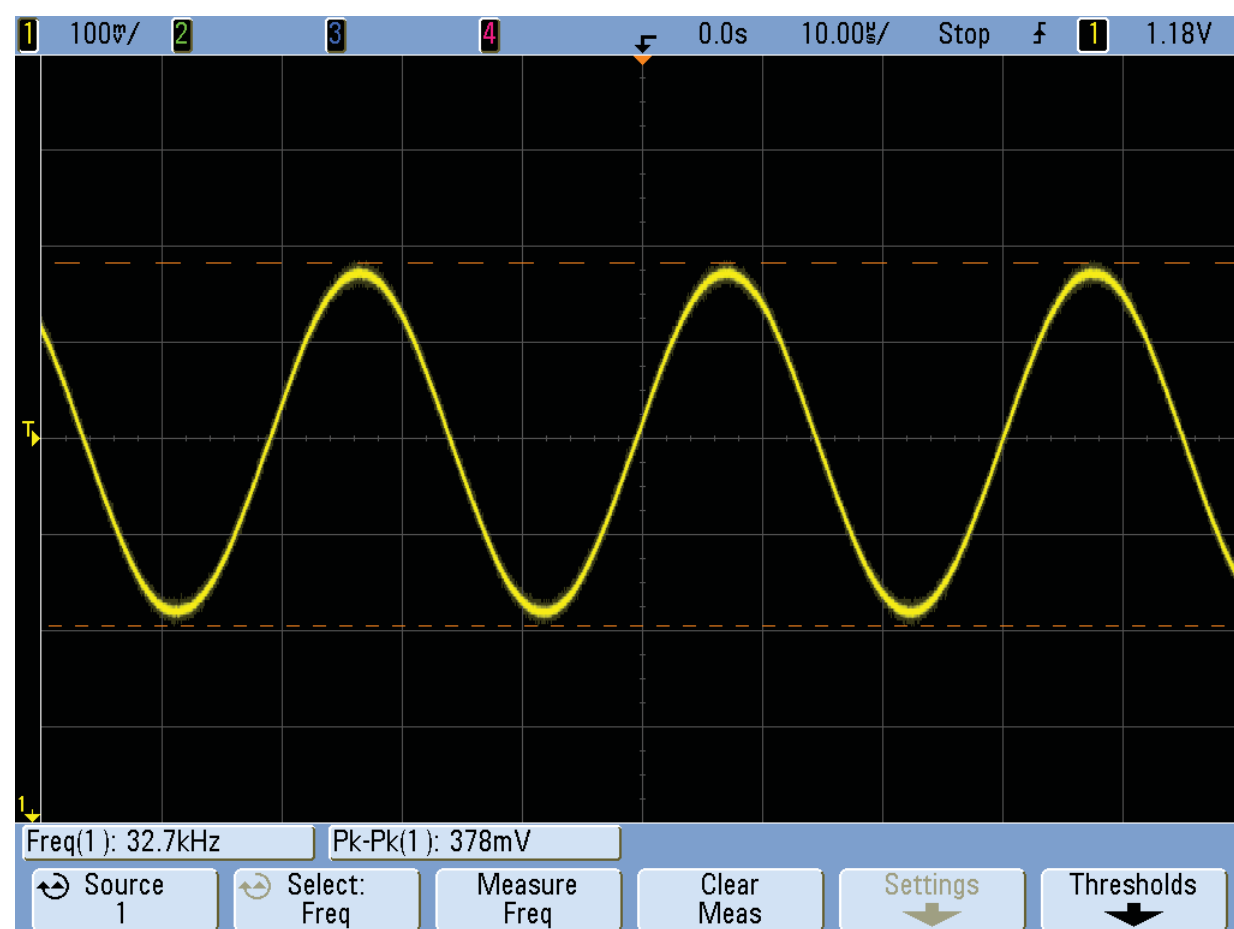 1 100mV/ 2 3 4 0.0s 10.00µs/ Stop 1 1.18V
T
1
Freq(1): 32.7kHz Pk-Pk(1): 378mV
Source Select: Measure Clear Settings Thresholds
1 Freq Freq Meas